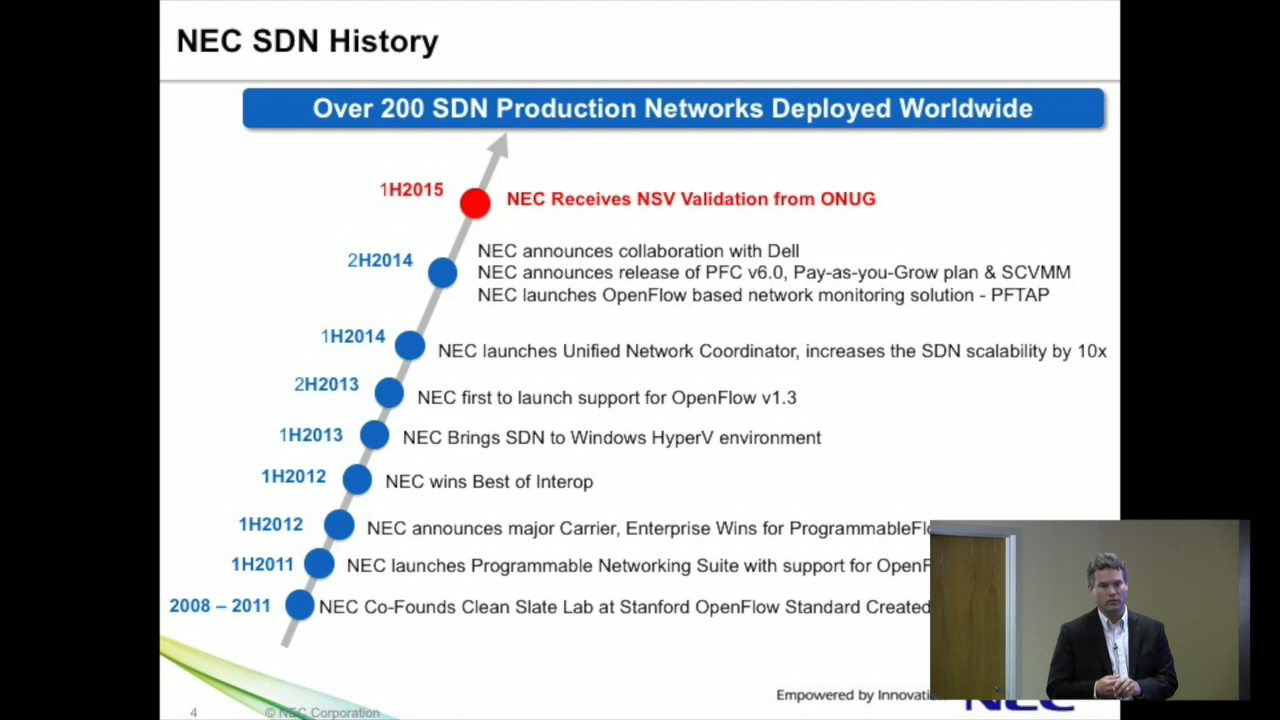 NEC SDN History
Over 200 SDN Production Networks Deployed Worldwide
1H2015
NEC Receives NSV Validation from ONUG
2H2014
NEC announces collaboration with Dell
NEC announces release of PFC v6.0, Pay-as-you-Grow plan & SCVMM
NEC launches OpenFlow based network monitoring solution - PFTAP
1H2014
NEC launches Unified Network Coordinator, increases the SDN scalability by 10x
2H2013
NEC first to launch support for OpenFlow v1.3
1H2013
NEC Brings SDN to Windows HyperV environment
1H2012
NEC wins Best of Interop
1H2012
NEC announces major Carrier, Enterprise Wins for
1H2011
NEC launches Programmable Networking Suite with support for
2008 – 2011
NEC Co-Founds Clean Slate Lab at Stanford OpenFlow Standard Created
Empowered by
NEC
4
© NEC Corporation